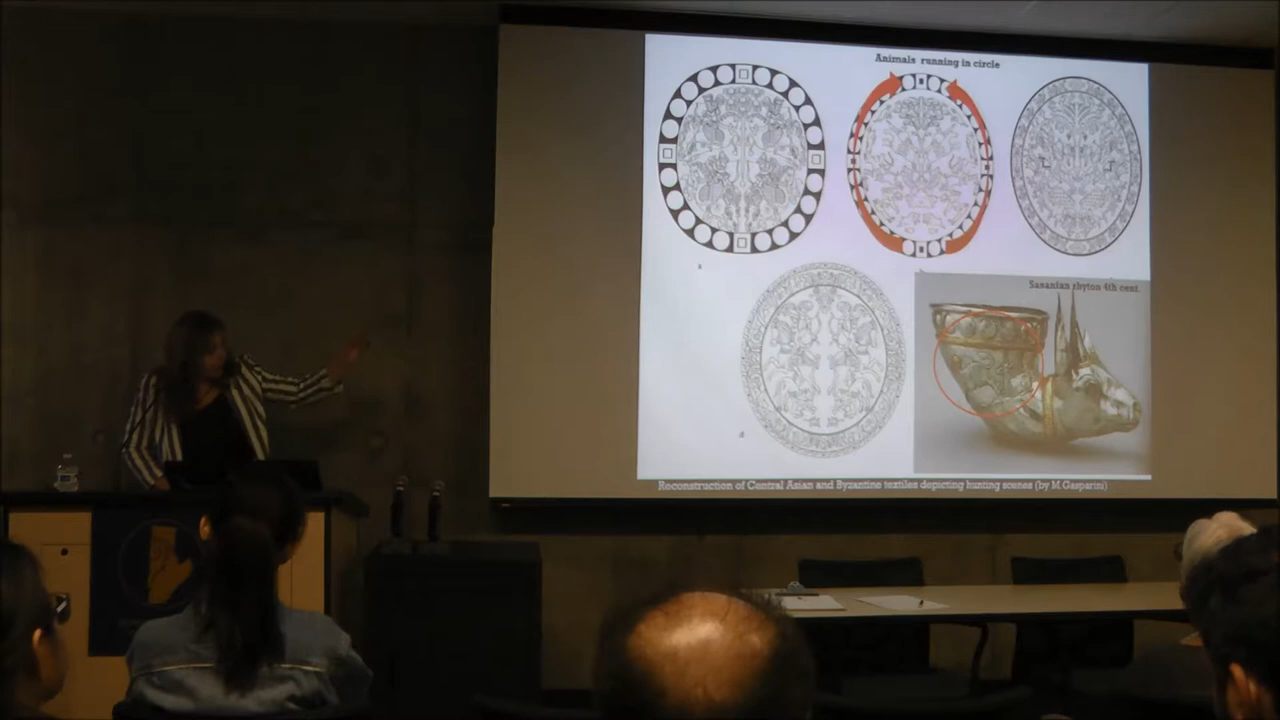 Animals running in circle
Sasanian rhyton 4th cent.
Reconstruction of Central Asian and Byzantine textiles depicting hunting scenes (by M.Gasparini)